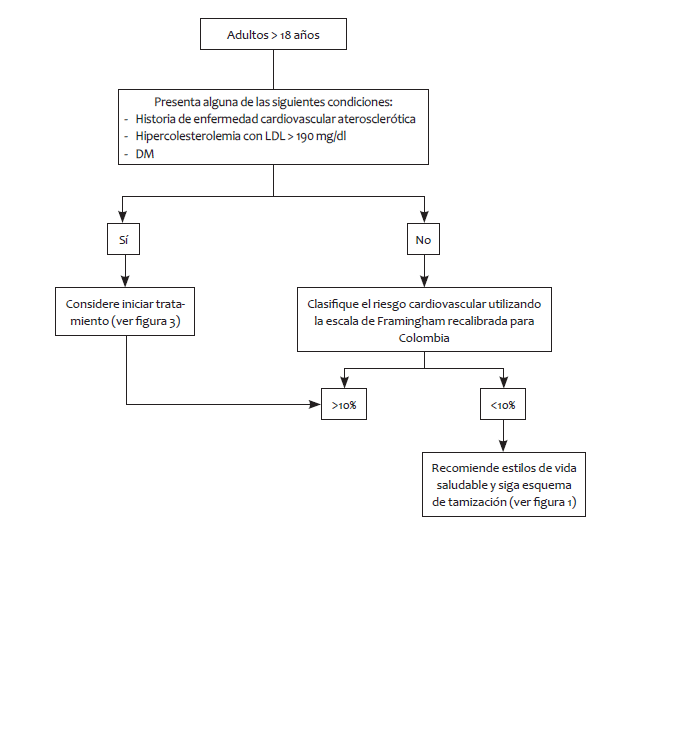 Adultos > 18 años
Presenta alguna de las siguientes condiciones:
- Historia de enfermedad cardiovascular aterosclerótica
- Hipercolesterolemia con LDL > 190 mg/dl
- DM
Sí
No
Considere iniciar trata-
miento (ver figura 3)
Clasifique el riesgo cardiovascular utilizando
la escala de Framingham recalibrada para
Colombia
>10%
<10%
Recomiende estilos de vida
saludable y siga esquema
de tamización (ver figura 1)